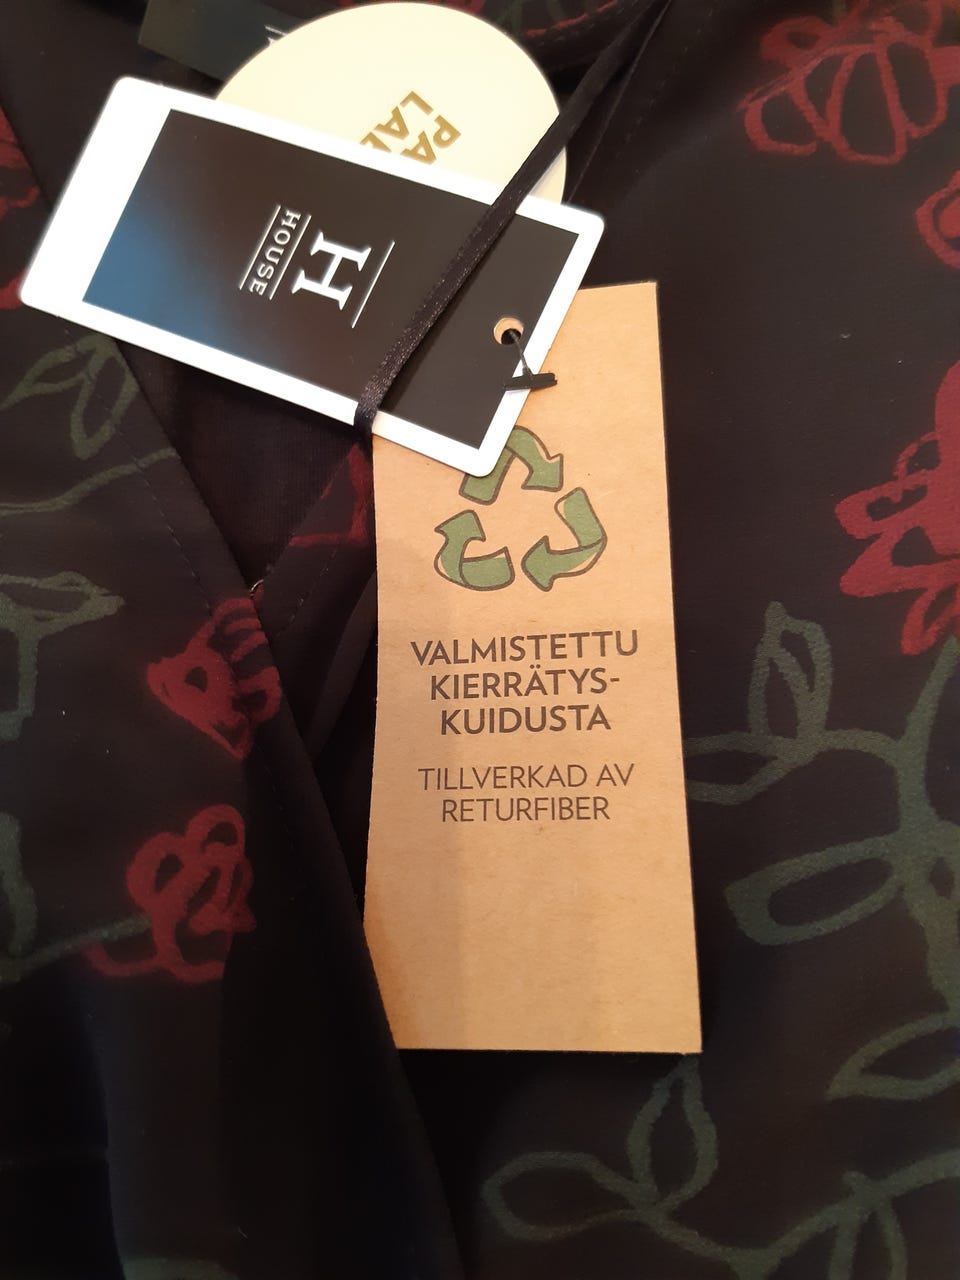 H
HOUSE
VALMISTETTU
KIERRÄTYS-
KUIDUSTA
TILLVERKAD AV
RETURFIBER